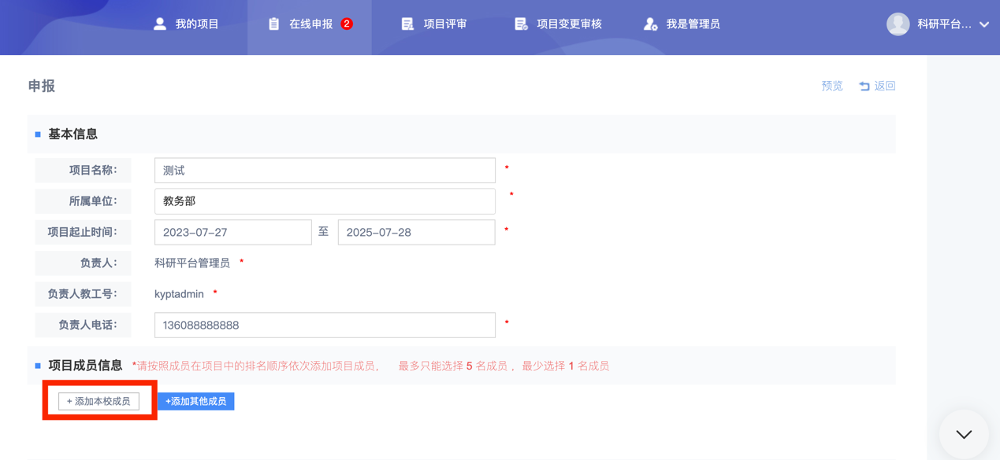 我的项目
在线申报 2
项目评审
项目变更审核
我是管理员
科研平台...
申报
预览
返回
基本信息
项目名称: 测试 *
所属单位: 教务部 *
项目起止时间: 2023-07-27 至 2025-07-28 *
负责人: 科研平台管理员 *
负责人教工号: kyptadmin *
负责人电话: 136088888888 *
项目成员信息 *请按照成员在项目中的排名顺序依次添加项目成员, 最多只能选择 5 名成员 , 最少选择 1 名成员
+ 添加本校成员
+添加其他成员